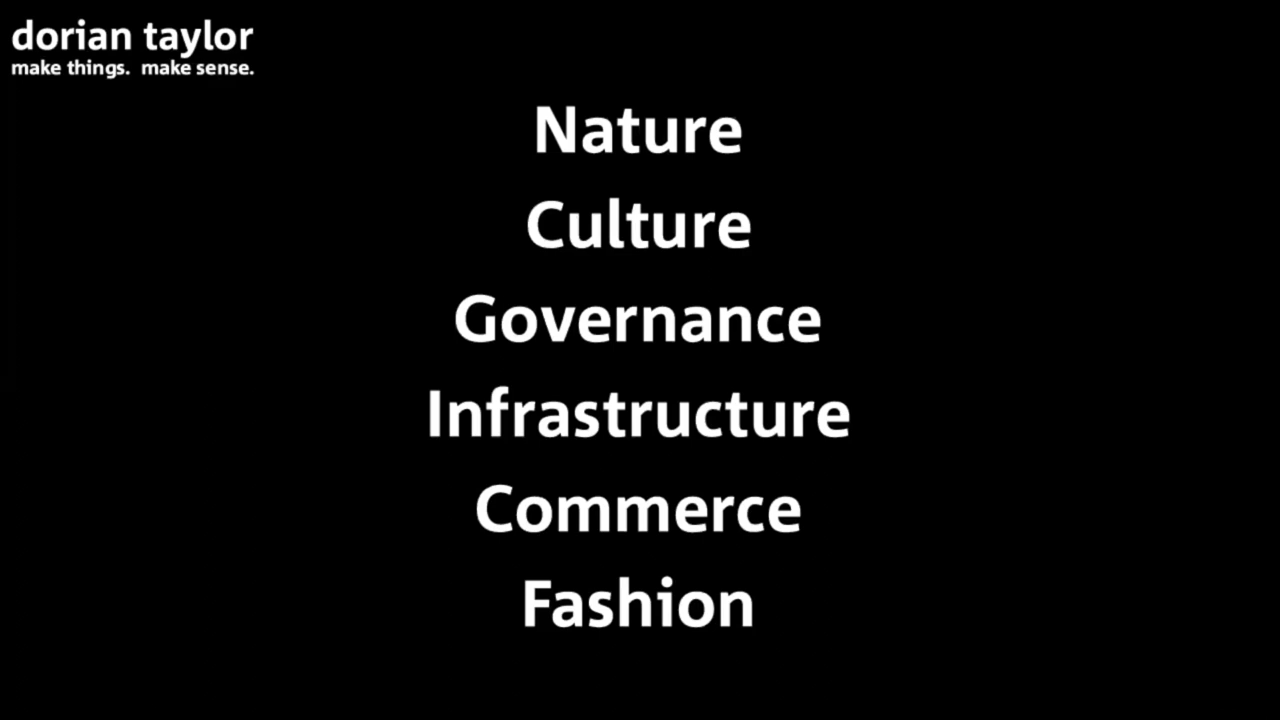 dorian taylor
make things. make sense.
Nature
Culture
Governance
Infrastructure
Commerce
Fashion